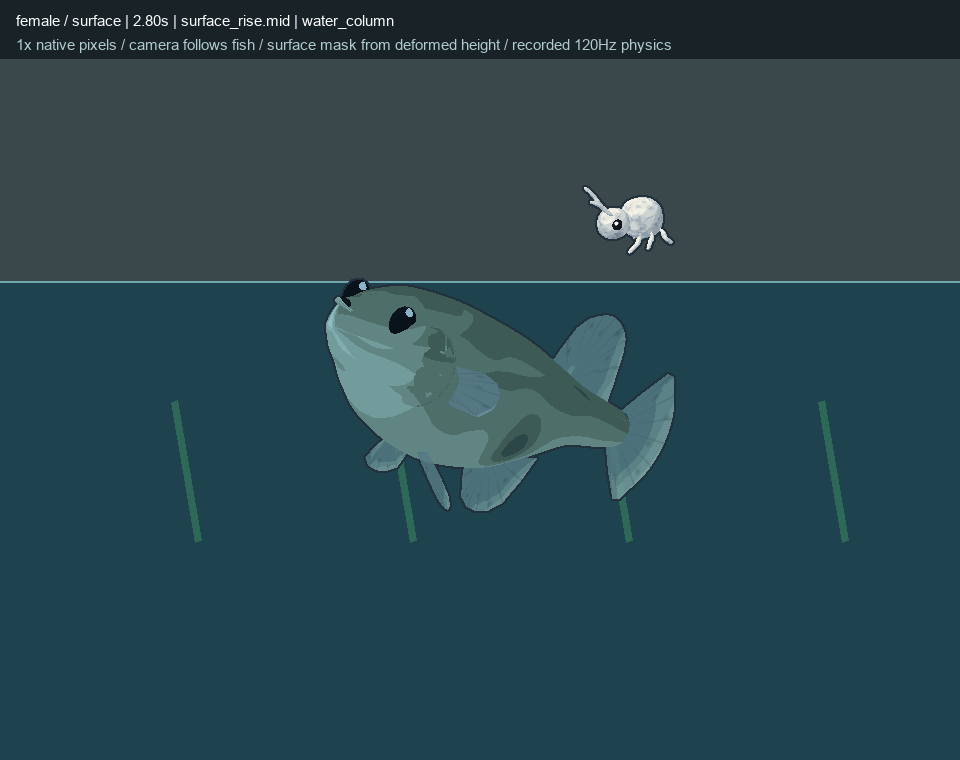 female / surface | 2.80s | surface_rise.mid | water_column
1x native pixels / camera follows fish / surface mask from deformed height / recorded 120Hz physics